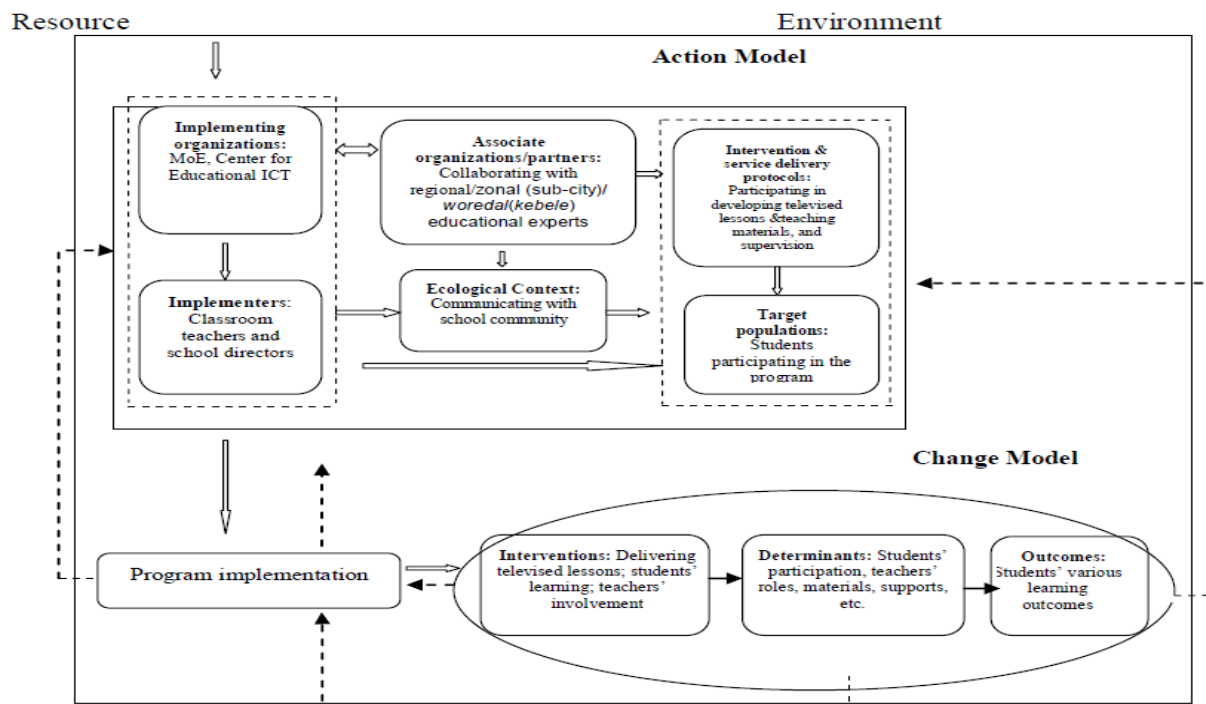 Resource
Environment
Action Model
Implementing
organizations:
MoE, Center for
Educational ICT
Associate
organizations/partners:
Collaborating with
regional/zonal (sub-city)/
woredal(kebele)
educational experts
Intervention &
service delivery
protocols:
Participating in
developing televised
lessons &teaching
materials, and
supervision
Implementers:
Classroom
teachers and
school directors
Ecological Context:
Communicating with
school community
Target
populations:
Students
participating in the
program
Change Model
Program implementation
Interventions: Delivering
televised lessons; students’
learning; teachers’
involvement
Determinants: Students’
participation, teachers’
roles, materials, supports,
etc.
Outcomes:
Students’ various
learning
outcomes